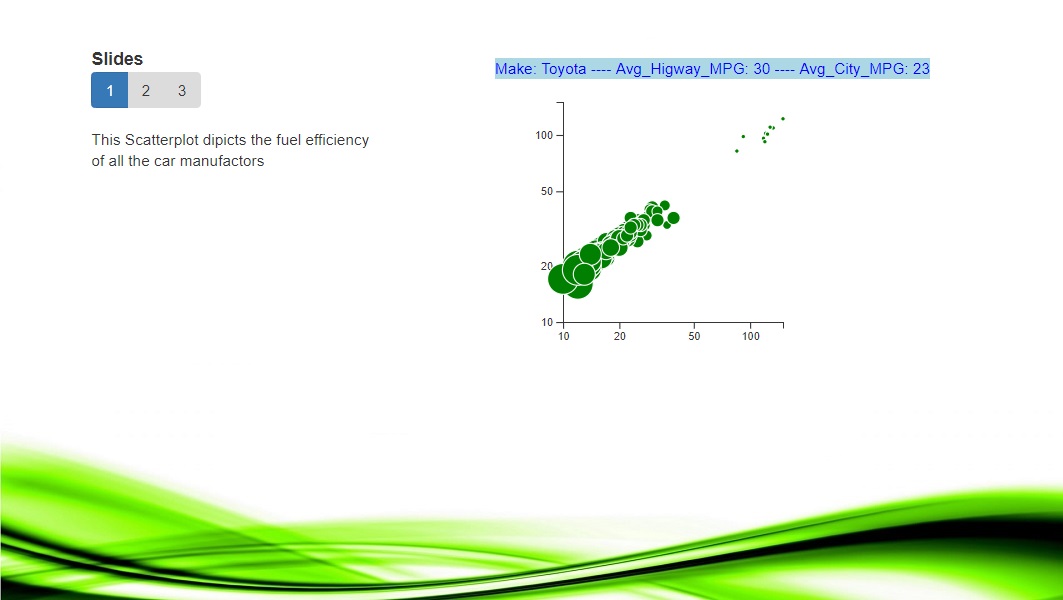 Slides
1 2 3
This Scatterplot dipicts the fuel efficiency
of all the car manufactors
Make: Toyota ---- Avg_Higway_MPG: 30 ---- Avg_City_MPG: 23
100
50
20
10
10 20 50 100